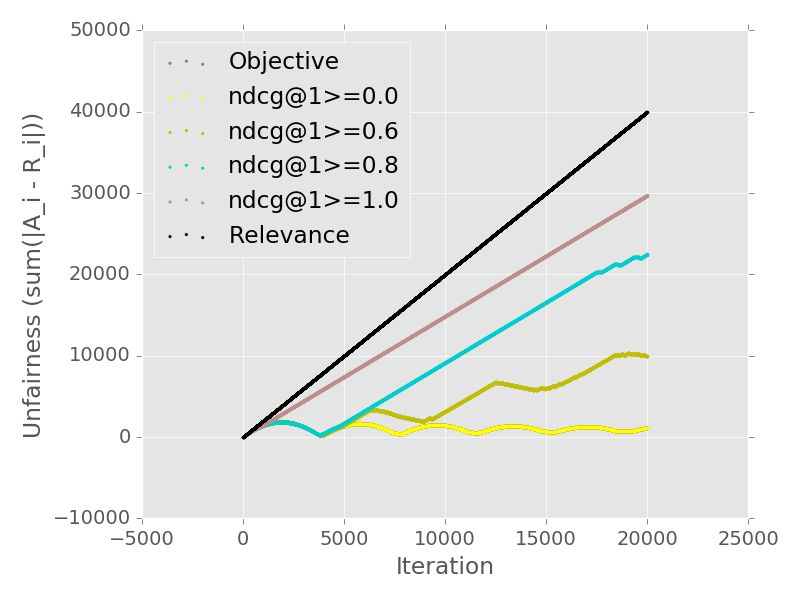 50000
40000
30000
20000
10000
0
−10000
Unfairness (sum(|A_i - R_i|))
Objective
ndcg@1>=0.0
ndcg@1>=0.6
ndcg@1>=0.8
ndcg@1>=1.0
Relevance
−5000 0 5000 10000 15000 20000 25000
Iteration